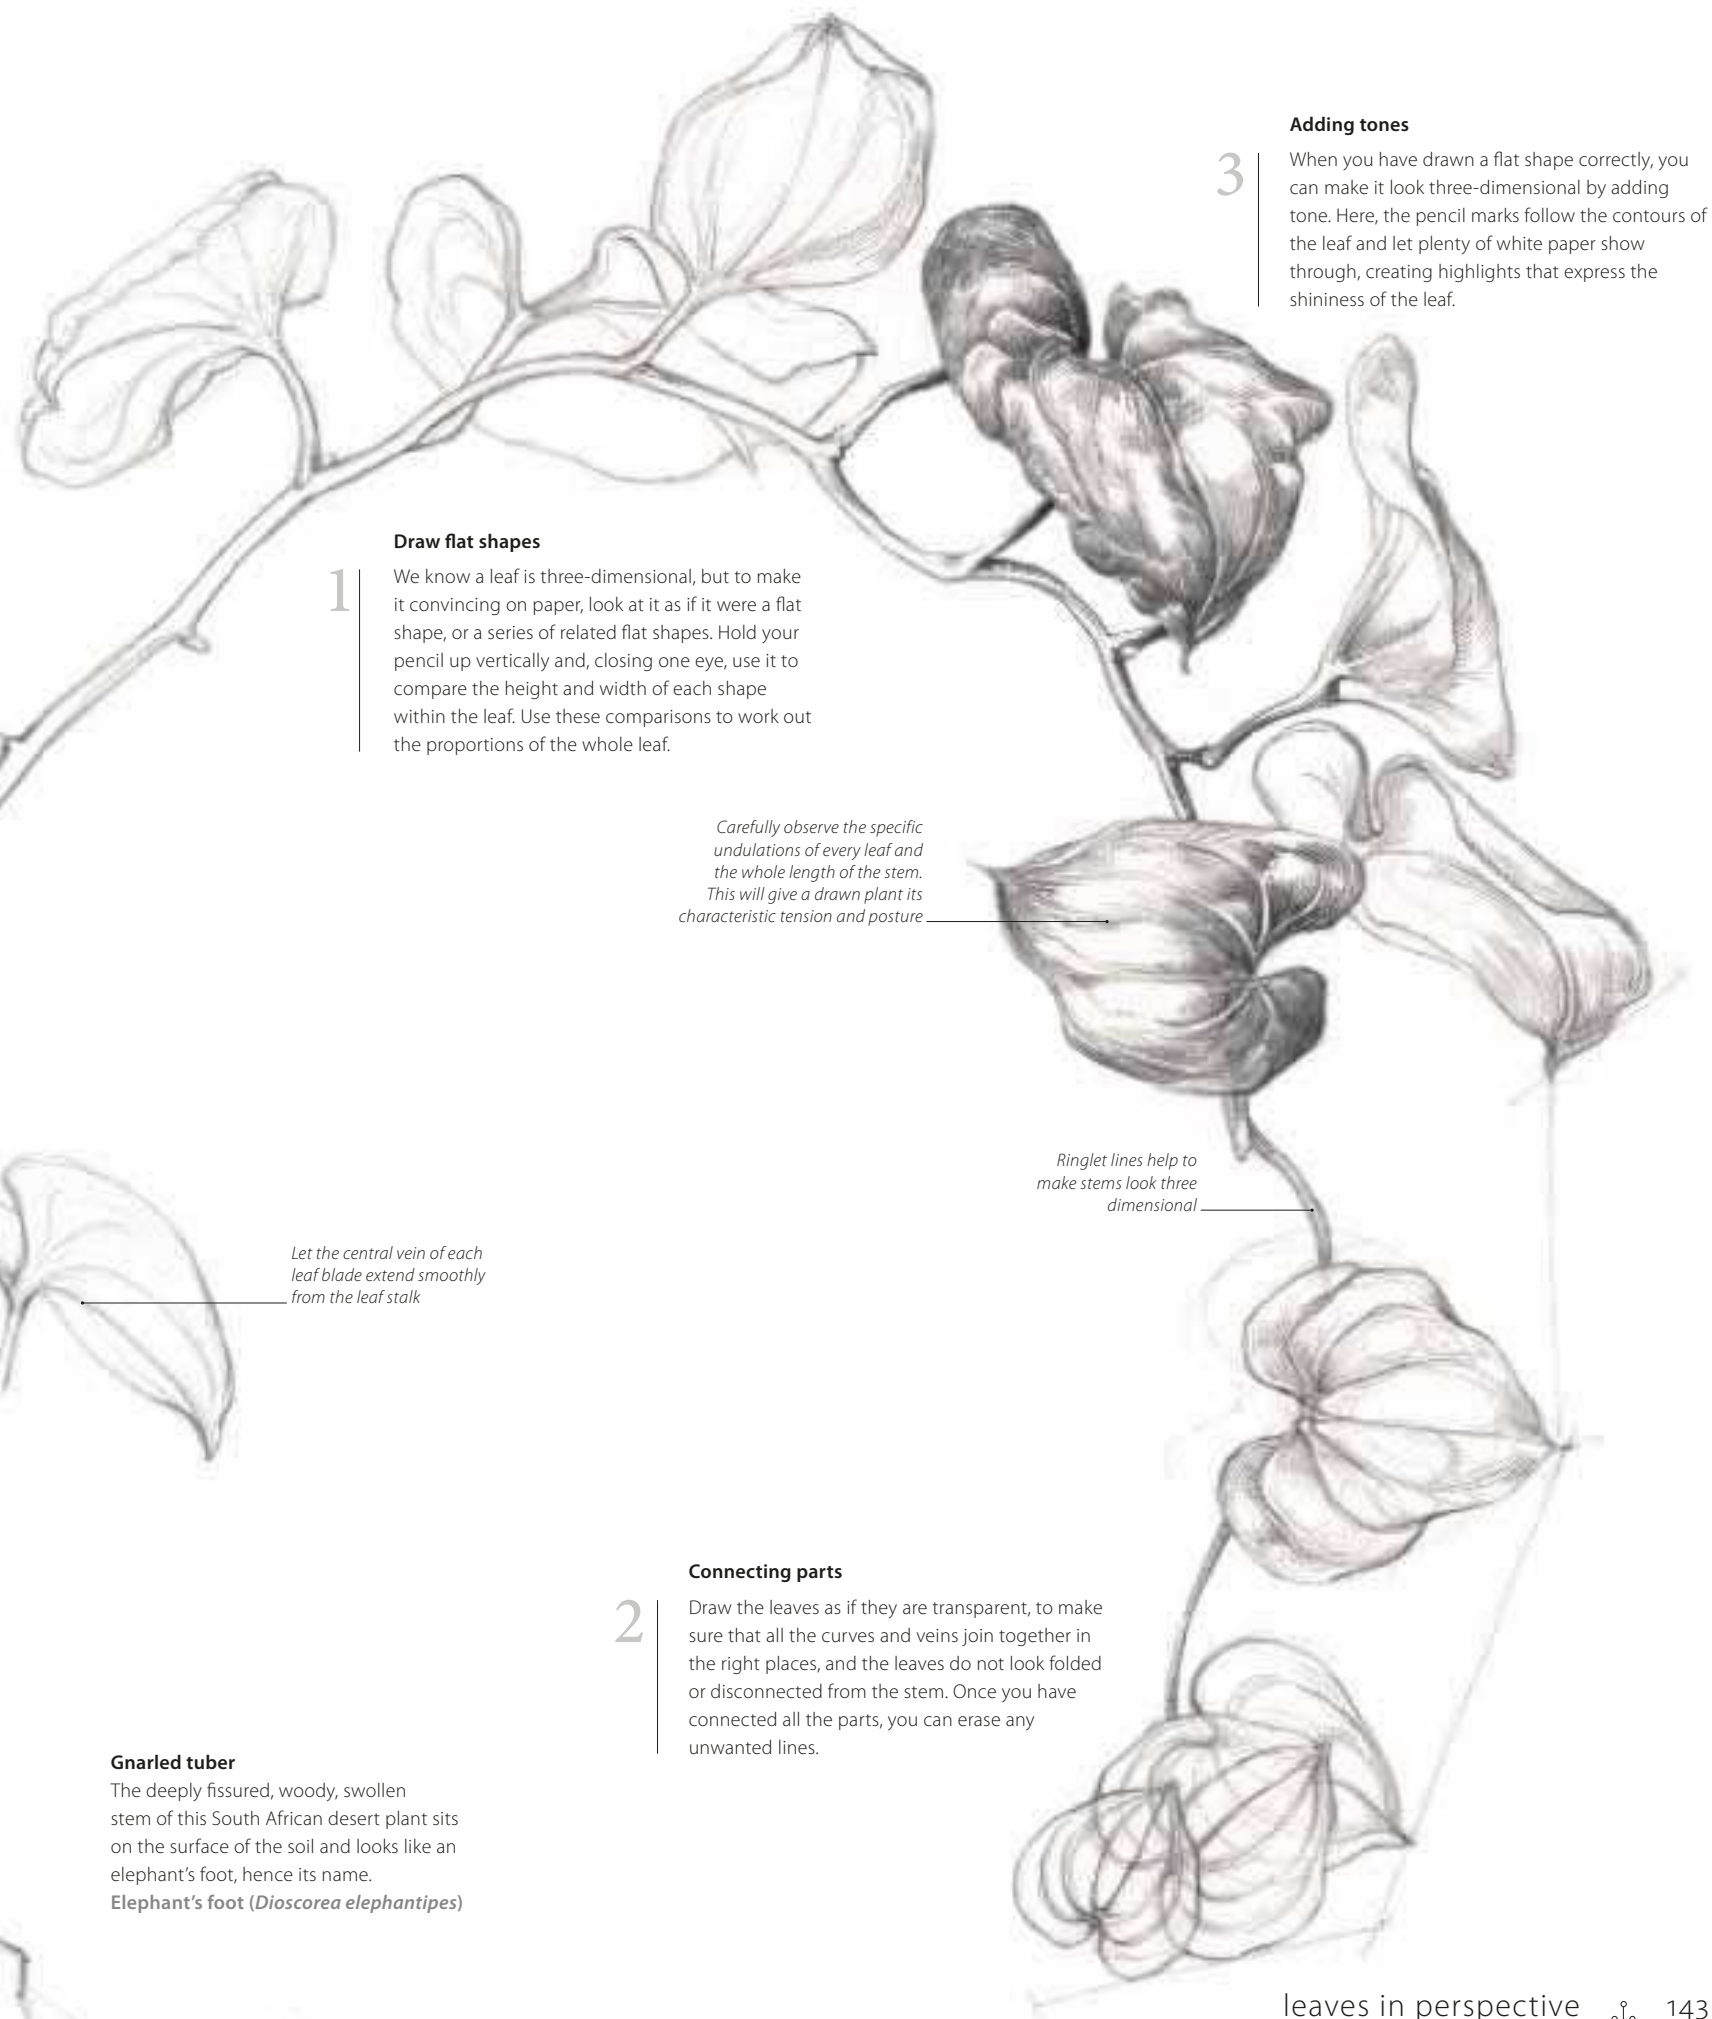 Adding tones
3
When you have drawn a flat shape correctly, you
can make it look three-dimensional by adding
tone. Here, the pencil marks follow the contours of
the leaf and let plenty of white paper show
through, creating highlights that express the
shininess of the leaf.
Draw flat shapes
1
We know a leaf is three-dimensional, but to make
it convincing on paper, look at it as if it were a flat
shape, or a series of related flat shapes. Hold your
pencil up vertically and, closing one eye, use it to
compare the height and width of each shape
within the leaf. Use these comparisons to work out
the proportions of the whole leaf.
Carefully observe the specific
undulations of every leaf and
the whole length of the stem.
This will give a drawn plant its
characteristic tension and posture
Ringlet lines help to
make stems look three
dimensional
Let the central vein of each
leaf blade extend smoothly
from the leaf stalk
Connecting parts
2
Draw the leaves as if they are transparent, to make
sure that all the curves and veins join together in
the right places, and the leaves do not look folded
or disconnected from the stem. Once you have
connected all the parts, you can erase any
unwanted lines.
Gnarled tuber
The deeply fissured, woody, swollen
stem of this South African desert plant sits
on the surface of the soil and looks like an
elephant's foot, hence its name.
Elephant's foot (Dioscorea elephantipes)
leaves in perspective 143